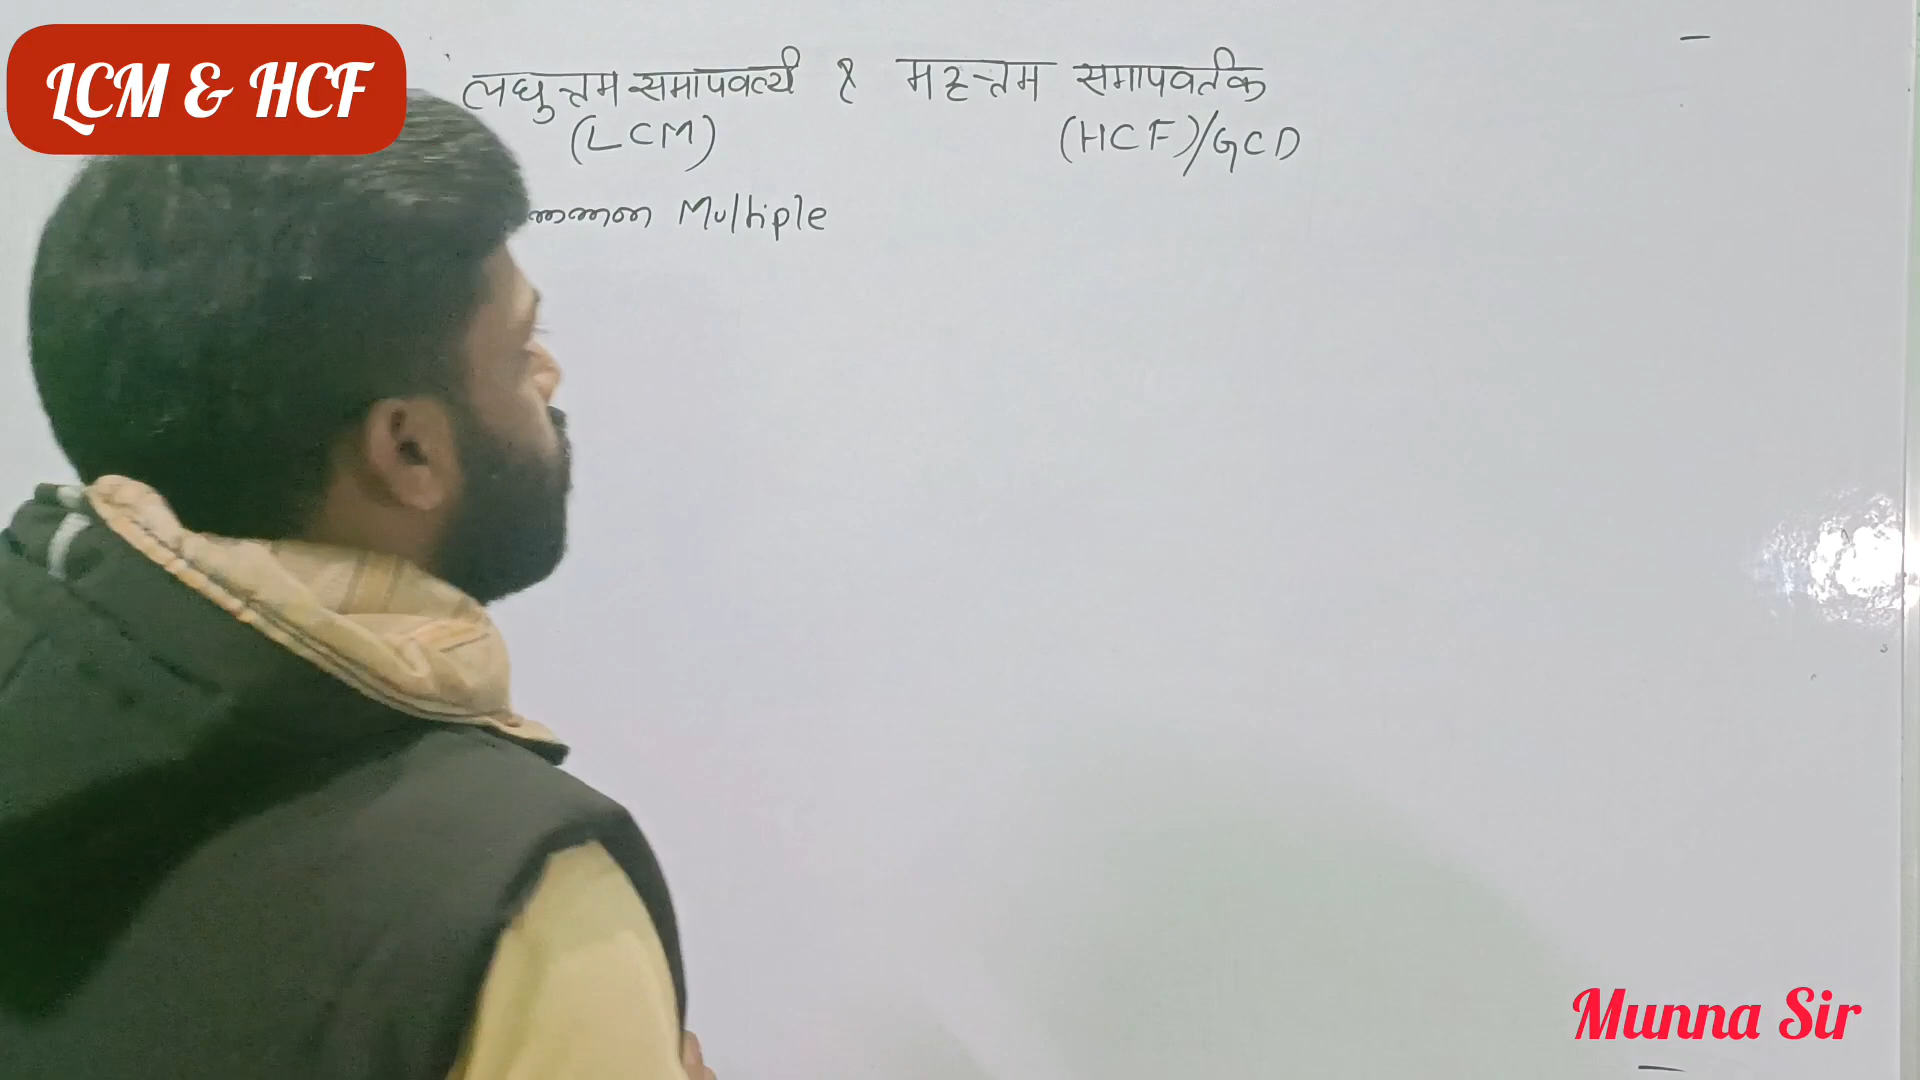 LCM & HCF
लघुत्तम समापवर्त्य & महत्तम समापवर्तक
(LCM) (HCF)/GCD
Multiple
Munna Sir